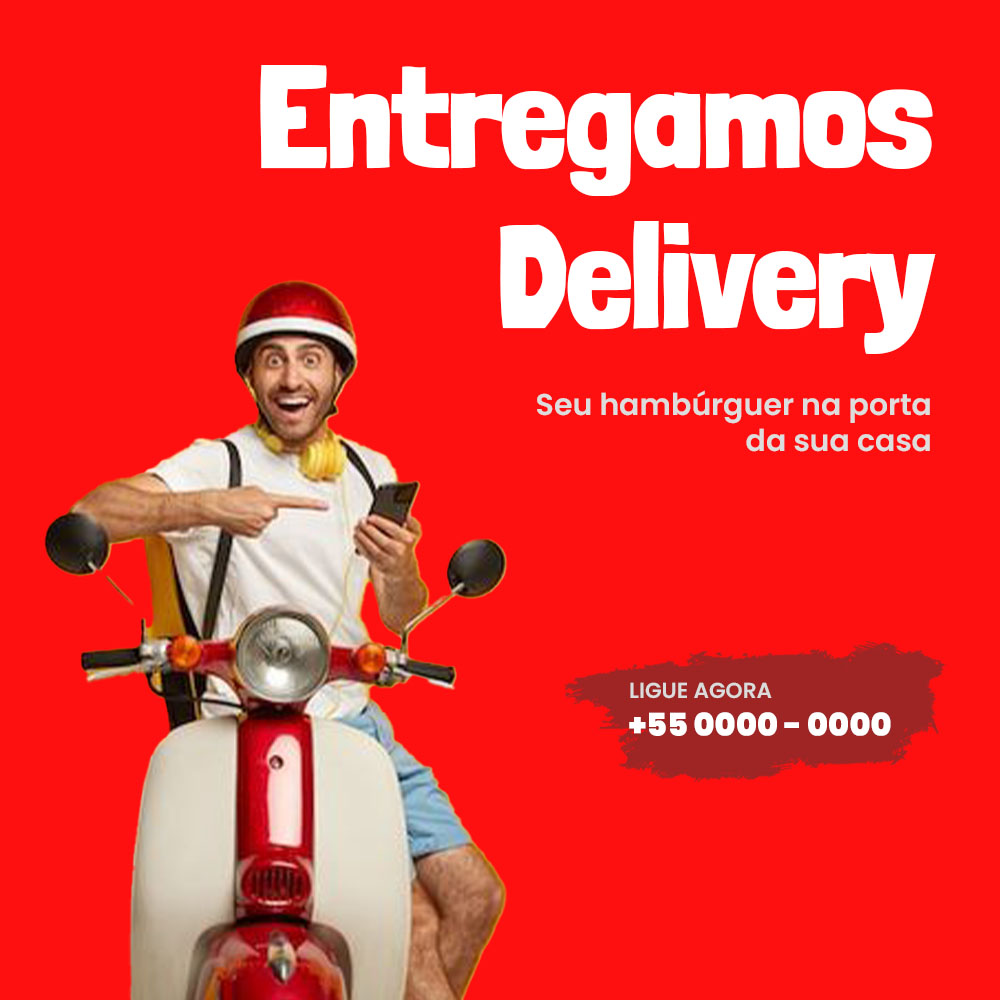 Entregamos
Delivery
Seu hambúrguer na porta
da sua casa
LIGUE AGORA
+55 0000 - 0000